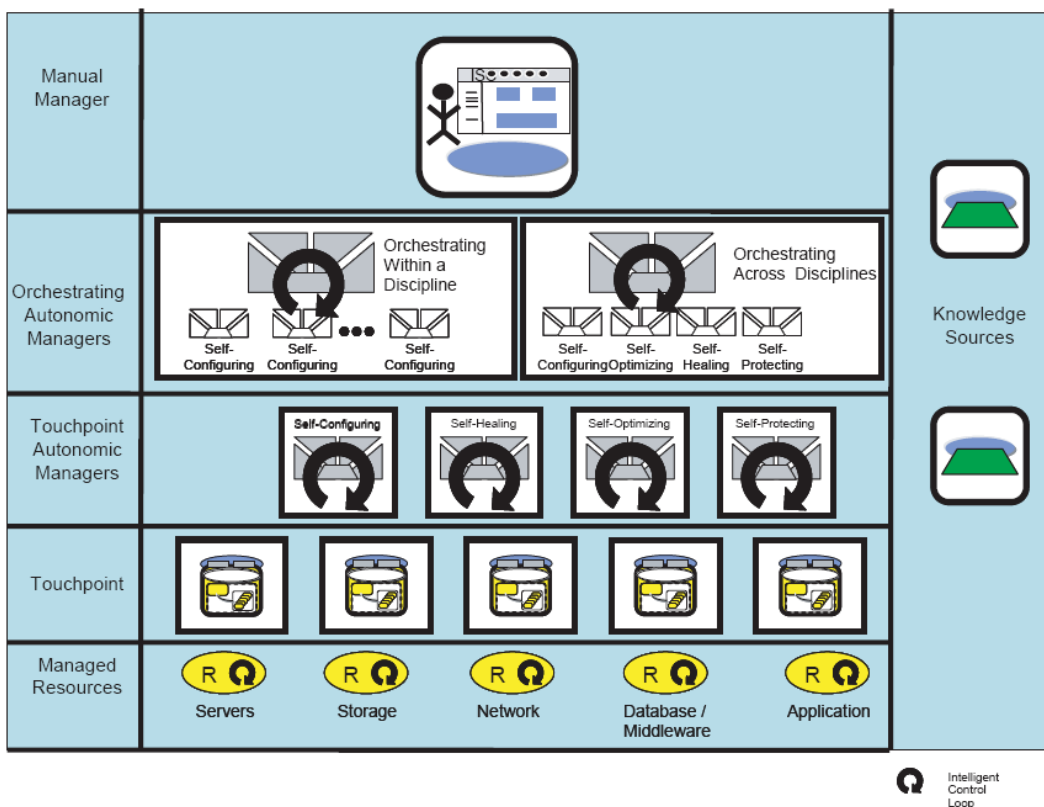 Manual
Manager
ISC
Orchestrating
Autonomic
Managers
Orchestrating
Within a
Discipline
Self-
Configuring
Self-
Configuring
Self-
Configuring
Orchestrating
Across Disciplines
Self-
Configuring
Self-
Optimizing
Self-
Healing
Self-
Protecting
Knowledge
Sources
Touchpoint
Autonomic
Managers
Self-Configuring
Self-Healing
Self-Optimizing
Self-Protecting
Touchpoint
Managed
Resources
R
R
R
R
R
Servers
Storage
Network
Database /
Middleware
Application
Intelligent
Control
Loop